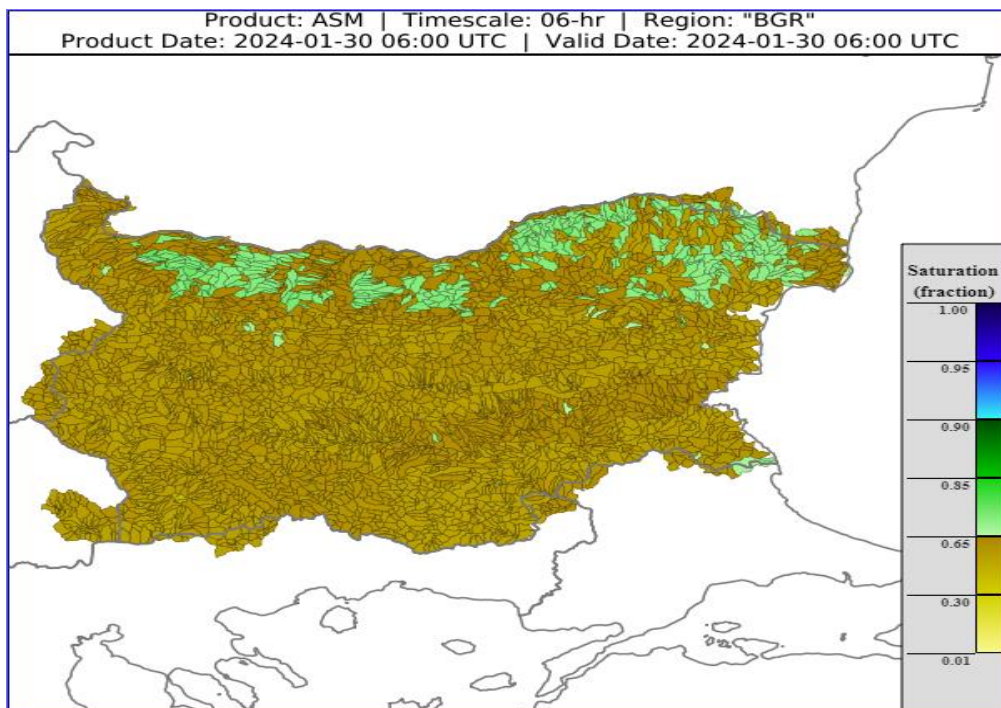 Product: ASM | Timescale: 06-hr | Region: "BGR"
Product Date: 2024-01-30 06:00 UTC | Valid Date: 2024-01-30 06:00 UTC
Saturation
(fraction)
1.00
0.95
0.90
0.85
0.65
0.30
0.01